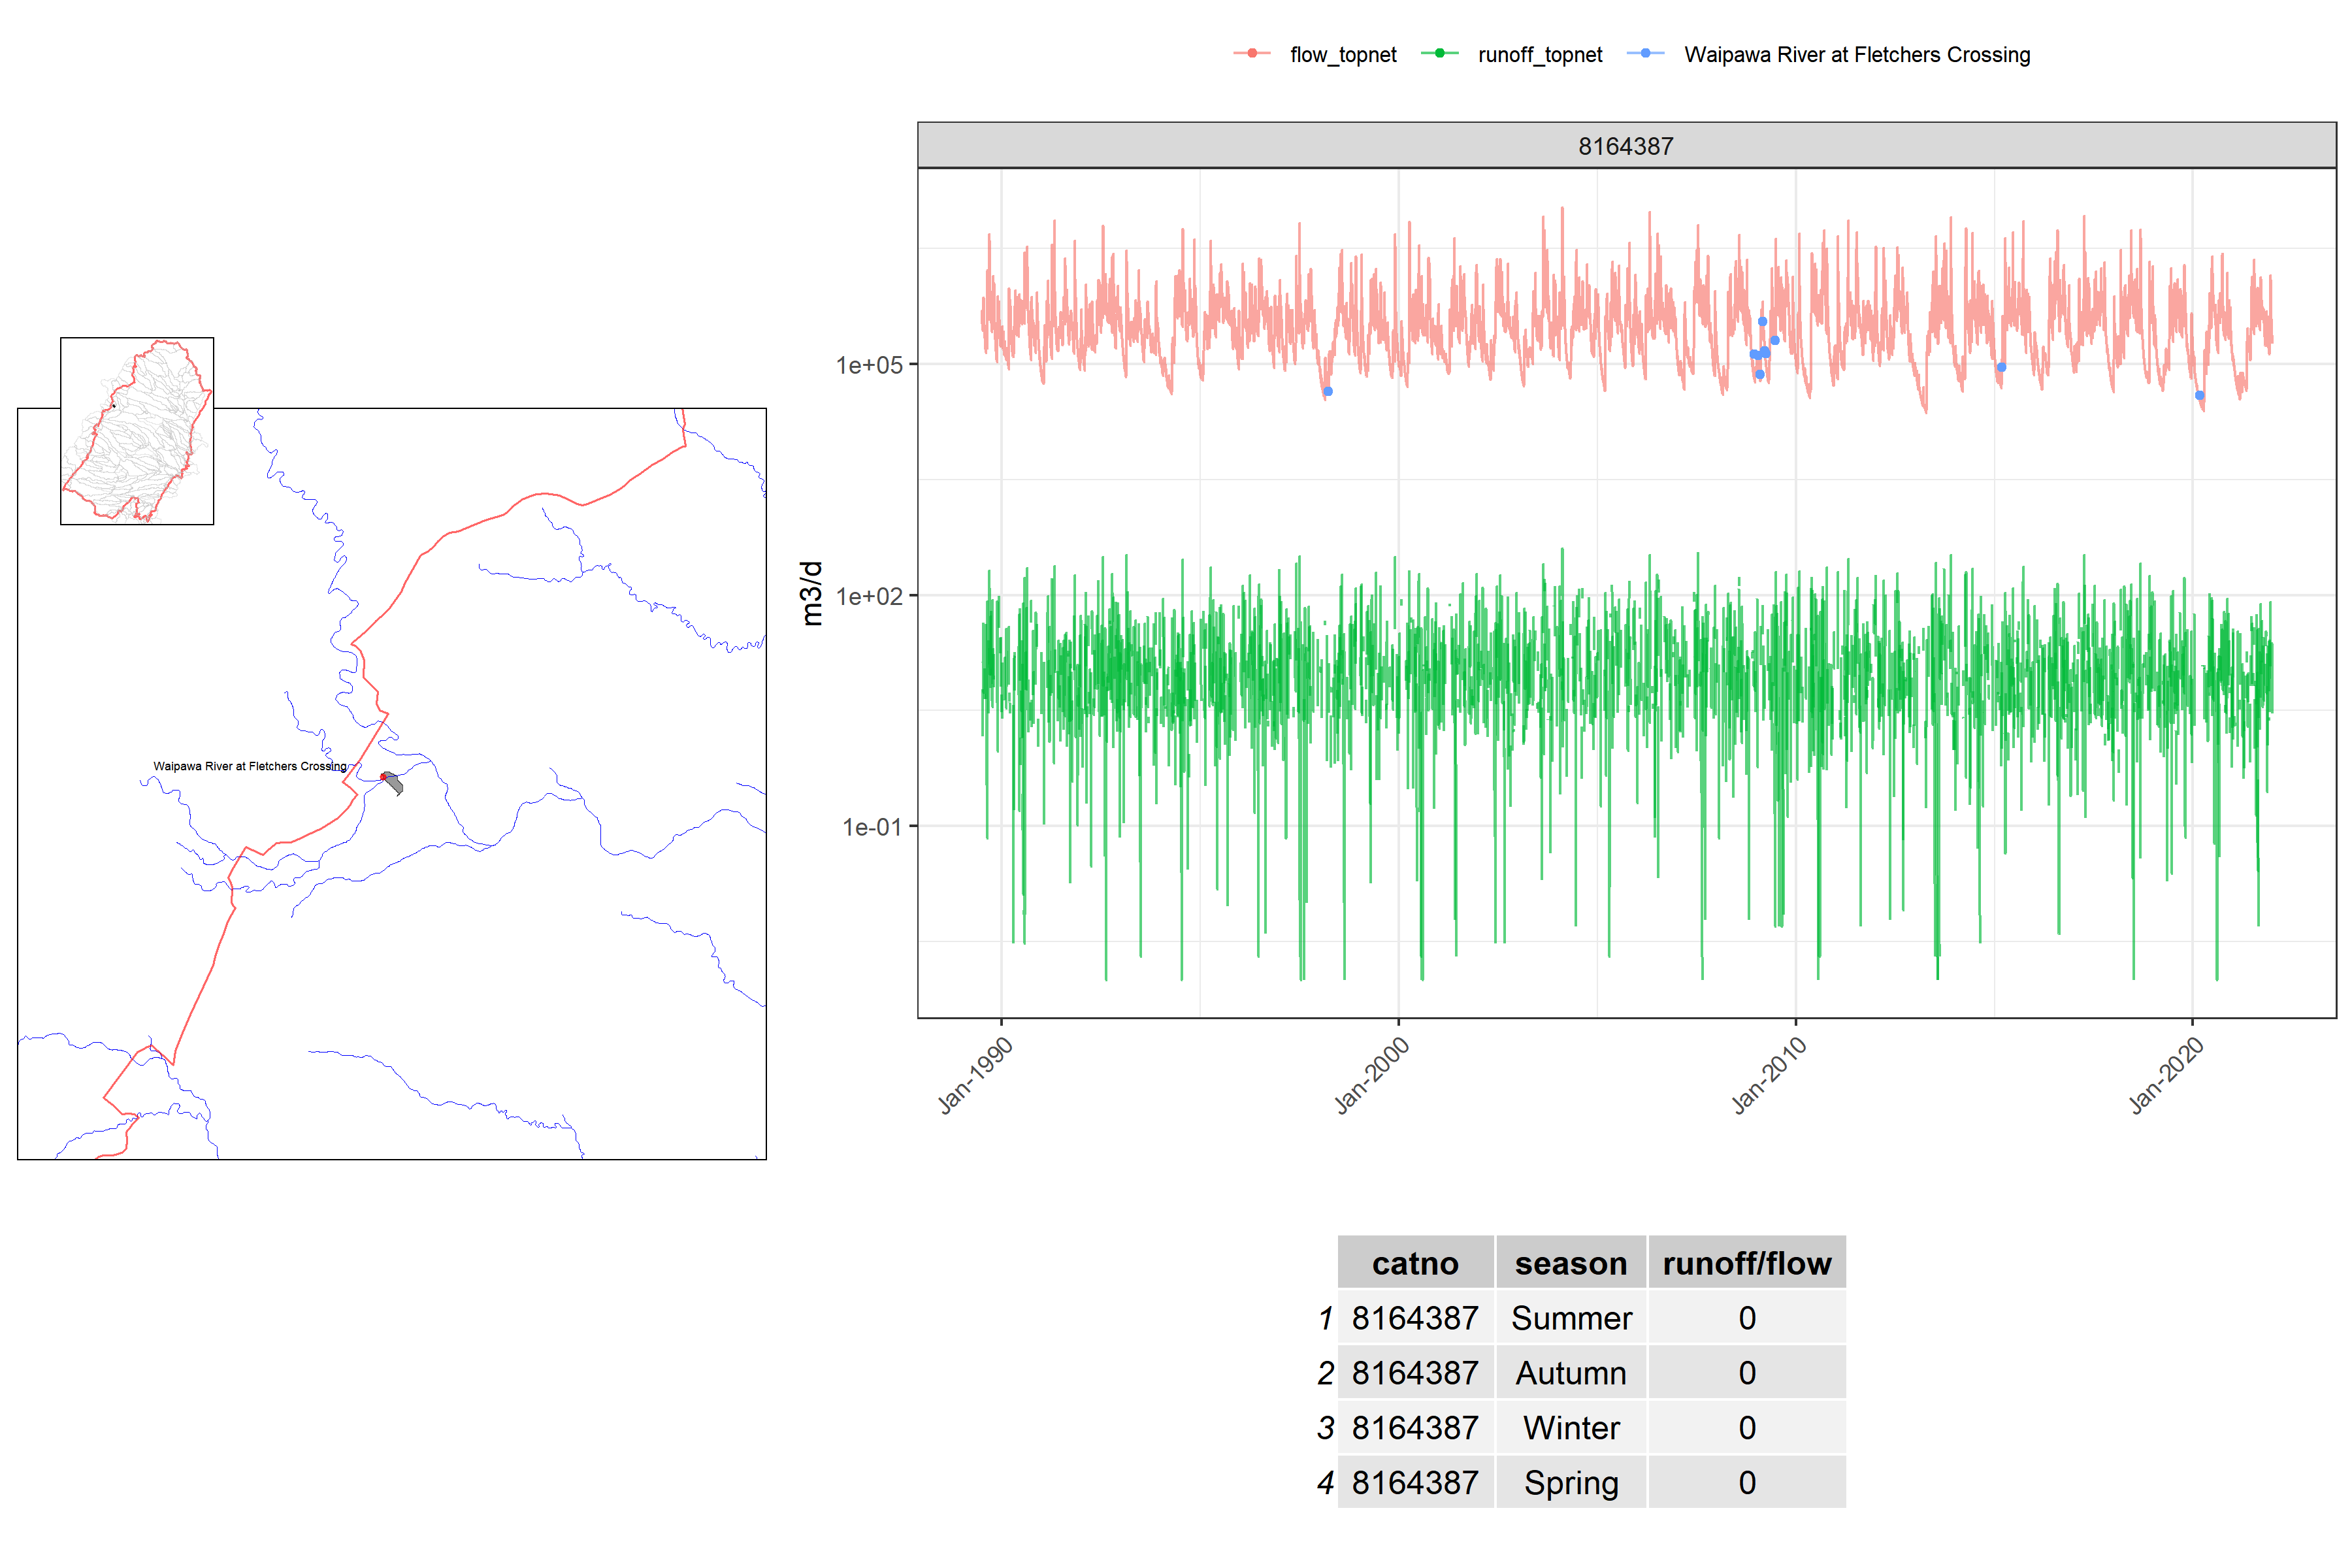 flow_topnet runoff_topnet Waipawa River at Fletchers Crossing
8164387
m3/d
1e+05
1e+02
1e-01
Jan-1990 Jan-2000 Jan-2010 Jan-2020
Waipawa River at Fletchers Crossing
catno season runoff/flow
1 8164387 Summer 0
2 8164387 Autumn 0
3 8164387 Winter 0
4 8164387 Spring 0